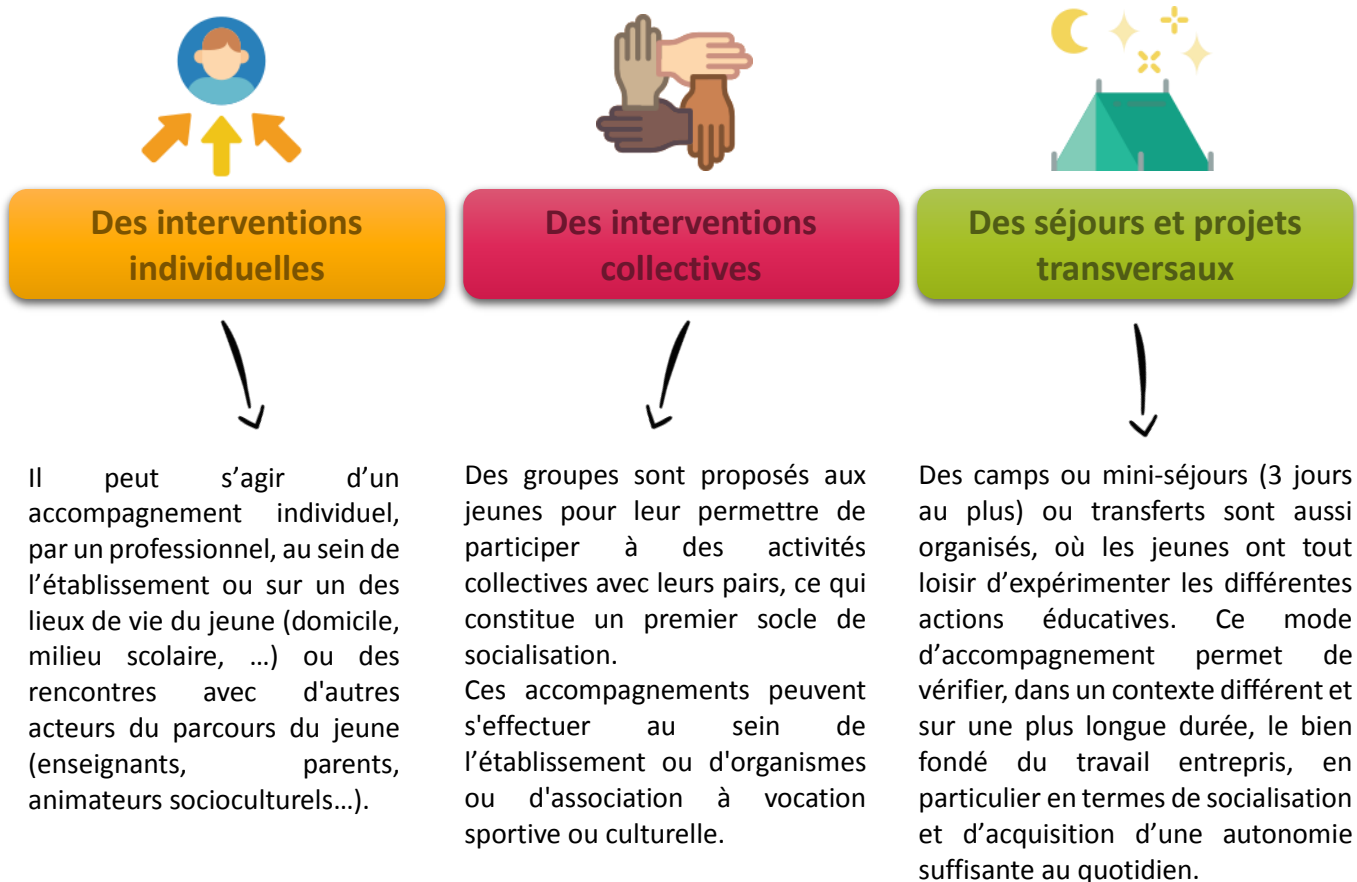 Des interventions
individuelles
Il peut s’agir d’un
accompagnement individuel,
par un professionnel, au sein de
l’établissement ou sur un des
lieux de vie du jeune (domicile,
milieu scolaire, …) ou des
rencontres avec d'autres
acteurs du parcours du jeune
(enseignants, parents,
animateurs socioculturels…).
Des interventions
collectives
Des groupes sont proposés aux
jeunes pour leur permettre de
participer à des activités
collectives avec leurs pairs, ce qui
constitue un premier socle de
socialisation.
Ces accompagnements peuvent
s'effectuer au sein de
l’établissement ou d'organismes
ou d'association à vocation
sportive ou culturelle.
Des séjours et projets
transversaux
Des camps ou mini-séjours (3 jours
au plus) ou transferts sont aussi
organisés, où les jeunes ont tout
loisir d’expérimenter les différentes
actions éducatives. Ce mode
d’accompagnement permet de
vérifier, dans un contexte différent et
sur une plus longue durée, le bien
fondé du travail entrepris, en
particulier en termes de socialisation
et d’acquisition d’une autonomie
suffisante au quotidien.